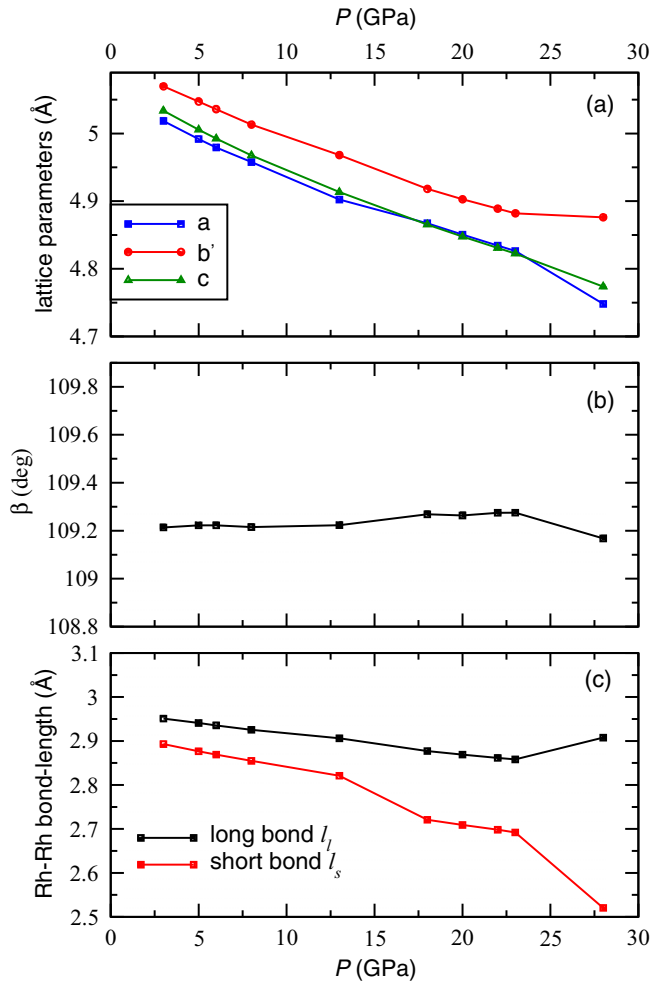 P (GPa)
0 5 10 15 20 25 30
lattice parameters (Å)
5
4.9
4.8
4.7
(a)
a
b'
c
β (deg)
109.8
109.6
109.4
109.2
109
108.8
(b)
Rh-Rh bond-length (Å)
3.1
3
2.9
2.8
2.7
2.6
2.5
(c)
long bond l_l
short bond l_s
0 5 10 15 20 25 30
P (GPa)